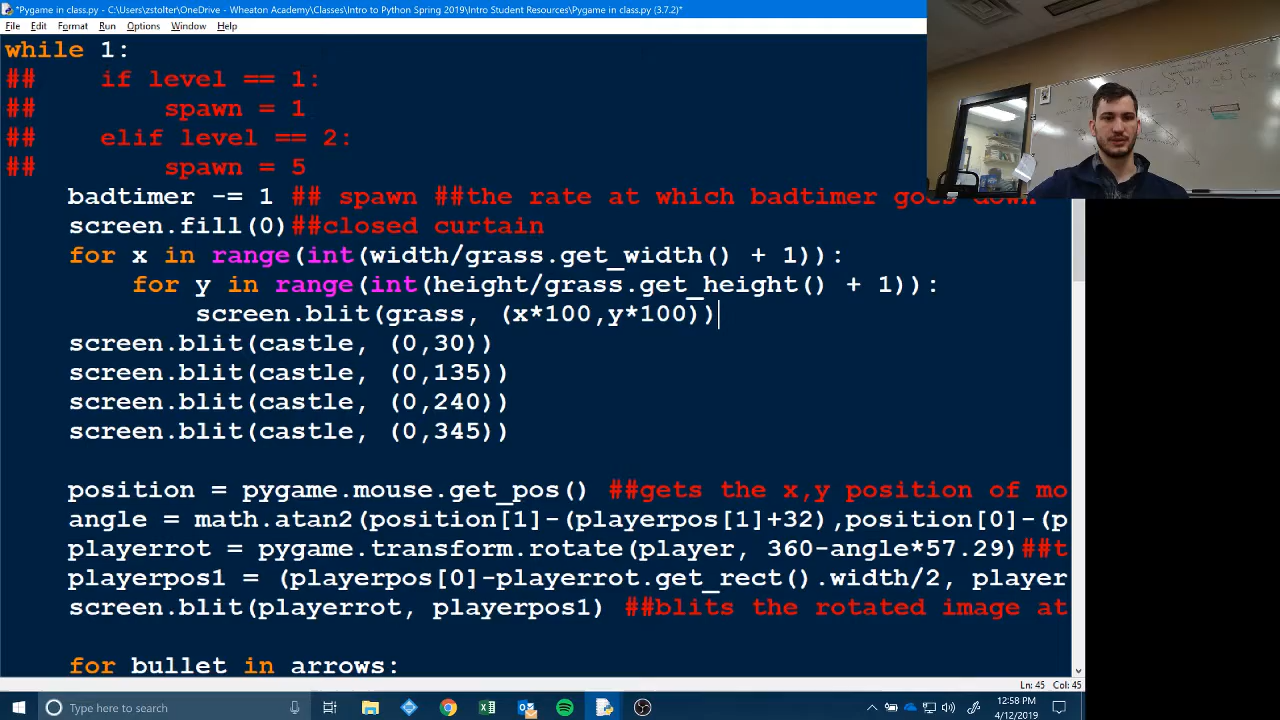 *Pygame in class.py - C:\Users\zstolter\OneDrive - Wheaton Academy\Classes\Intro to Python Spring 2019\Intro Student Resources\Pygame in class.py (3.7.2)*
File Edit Format Run Options Window Help
while 1:
## if level == 1:
## spawn = 1
## elif level == 2:
## spawn = 5
badtimer -= 1 ## spawn ##the rate at which badtimer goes down
screen.fill(0)##closed curtain
for x in range(int(width/grass.get_width() + 1)):
for y in range(int(height/grass.get_height() + 1)):
screen.blit(grass, (x*100,y*100))
screen.blit(castle, (0,30))
screen.blit(castle, (0,135))
screen.blit(castle, (0,240))
screen.blit(castle, (0,345))
position = pygame.mouse.get_pos() ##gets the x,y position of mo
angle = math.atan2(position[1]-(playerpos[1]+32),position[0]-(p
playerrot = pygame.transform.rotate(player, 360-angle*57.29)##t
playerpos1 = (playerpos[0]-playerrot.get_rect().width/2, player
screen.blit(playerrot, playerpos1) ##blits the rotated image at
for bullet in arrows:
Ln: 45 Col: 45
Type here to search
12:58 PM
4/12/2019